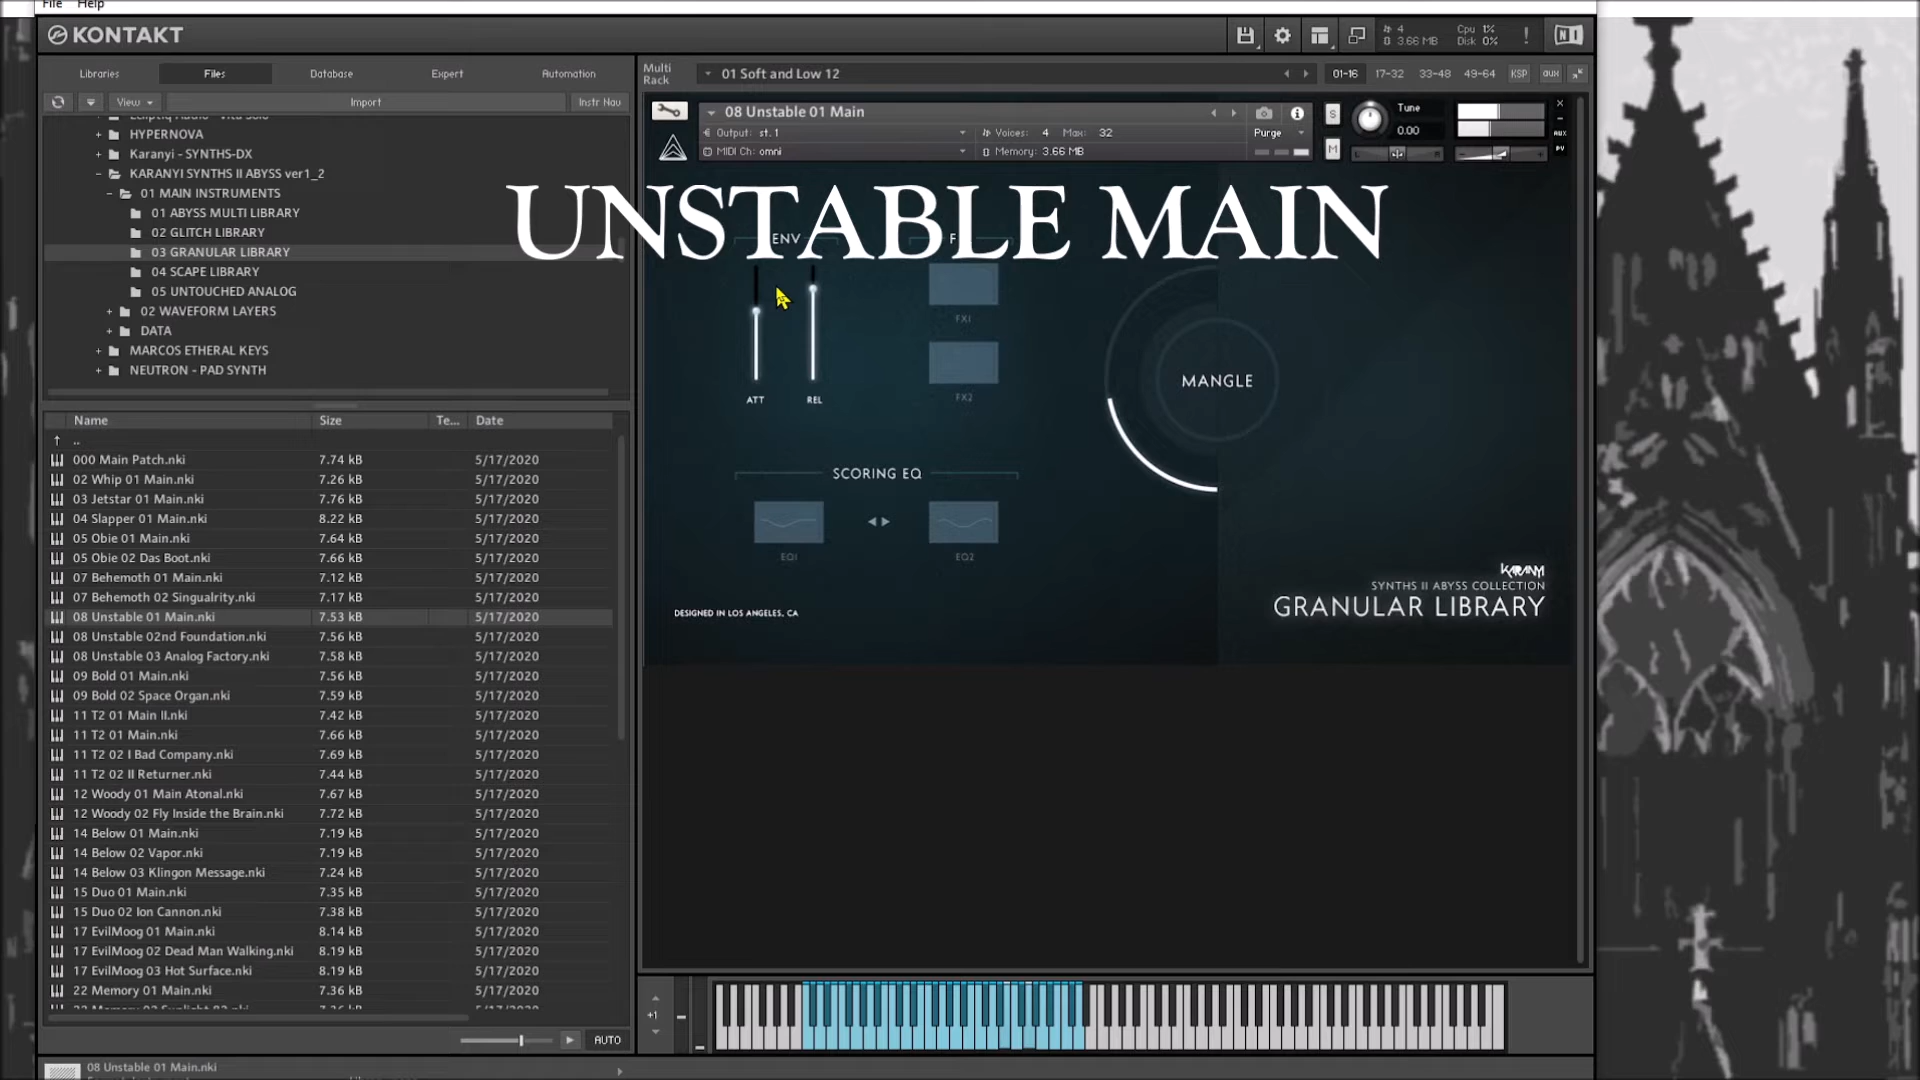 File Help
KONTAKT
4
3.66 MB
Cpu 1%
Disk 0%
!
NI
Libraries Files Database Expert Automation
View Import Instr Nav
HYPERNOVA
Karanyi - SYNTHS-DX
KARANYI SYNTHS II ABYSS ver1_2
01 MAIN INSTRUMENTS
01 ABYSS MULTI LIBRARY
02 GLITCH LIBRARY
03 GRANULAR LIBRARY
04 SCAPE LIBRARY
05 UNTOUCHED ANALOG
02 WAVEFORM LAYERS
DATA
MARCOS ETHERAL KEYS
NEUTRON - PAD SYNTH
Name Size Te... Date
..
000 Main Patch.nki 7.74 kB 5/17/2020
02 Whip 01 Main.nki 7.26 kB 5/17/2020
03 Jetstar 01 Main.nki 7.76 kB 5/17/2020
04 Slapper 01 Main.nki 8.22 kB 5/17/2020
05 Obie 01 Main.nki 7.64 kB 5/17/2020
05 Obie 02 Das Boot.nki 7.66 kB 5/17/2020
07 Behemoth 01 Main.nki 7.12 kB 5/17/2020
07 Behemoth 02 Singualrity.nki 7.17 kB 5/17/2020
08 Unstable 01 Main.nki 7.53 kB 5/17/2020
08 Unstable 02nd Foundation.nki 7.56 kB 5/17/2020
08 Unstable 03 Analog Factory.nki 7.58 kB 5/17/2020
09 Bold 01 Main.nki 7.56 kB 5/17/2020
09 Bold 02 Space Organ.nki 7.59 kB 5/17/2020
11 T2 01 Main II.nki 7.42 kB 5/17/2020
11 T2 01 Main.nki 7.66 kB 5/17/2020
11 T2 02 I Bad Company.nki 7.69 kB 5/17/2020
11 T2 02 II Returner.nki 7.44 kB 5/17/2020
12 Woody 01 Main Atonal.nki 7.67 kB 5/17/2020
12 Woody 02 Fly Inside the Brain.nki 7.72 kB 5/17/2020
14 Below 01 Main.nki 7.19 kB 5/17/2020
14 Below 02 Vapor.nki 7.19 kB 5/17/2020
14 Below 03 Klingon Message.nki 7.24 kB 5/17/2020
15 Duo 01 Main.nki 7.35 kB 5/17/2020
15 Duo 02 Ion Cannon.nki 7.38 kB 5/17/2020
17 EvilMoog 01 Main.nki 8.14 kB 5/17/2020
17 EvilMoog 02 Dead Man Walking.nki 8.19 kB 5/17/2020
17 EvilMoog 03 Hot Surface.nki 8.19 kB 5/17/2020
22 Memory 01 Main.nki 7.36 kB 5/17/2020
AUTO
08 Unstable 01 Main.nki
Multi
Rack
01 Soft and Low 12
01-16 17-32 33-48 49-64 KSP AUX
08 Unstable 01 Main
Output: st.1 Voices: 4 Max: 32 Purge
MIDI Ch: omni Memory: 3.66 MB
S
M
Tune
0.00
L R
AUX
PV
UNSTABLE MAIN
ENV
ATT REL
FX1
FX2
MANGLE
SCORING EQ
EQ1 EQ2
KARANYI
SYNTHS II ABYSS COLLECTION
GRANULAR LIBRARY
DESIGNED IN LOS ANGELES, CA
+1